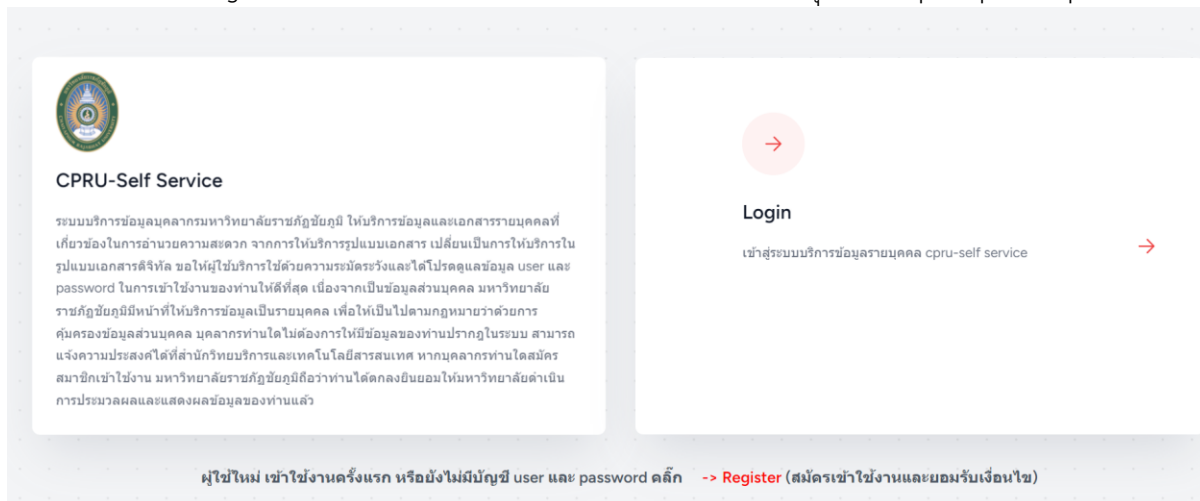 CPRU-Self Service
ระบบบริการข้อมูลบุคลากรมหาวิทยาลัยราชภัฏชัยภูมิ ให้บริการข้อมูลและเอกสารรายบุคคลที่
เกี่ยวข้องในการอำนวยความสะดวก จากการให้บริการรูปแบบเอกสาร เปลี่ยนเป็นการให้บริการใน
รูปแบบเอกสารดิจิทัล ขอให้ผู้ใช้บริการใช้ด้วยความระมัดระวังและได้โปรดดูแลข้อมูล user และ
password ในการเข้าใช้งานของท่านให้ดีที่สุด เนื่องจากเป็นข้อมูลส่วนบุคคล มหาวิทยาลัย
ราชภัฏชัยภูมิมีหน้าที่ให้บริการข้อมูลเป็นรายบุคคล เพื่อให้เป็นไปตามกฎหมายว่าด้วยการ
คุ้มครองข้อมูลส่วนบุคคล บุคลากรท่านใดไม่ต้องการให้มีข้อมูลของท่านปรากฏในระบบ สามารถ
แจ้งความประสงค์ได้ที่สำนักวิทยบริการและเทคโนโลยีสารสนเทศ หากบุคลากรท่านใดสมัคร
สมาชิกเข้าใช้งาน มหาวิทยาลัยราชภัฏชัยภูมิถือว่าท่านได้ตกลงยินยอมให้มหาวิทยาลัยดำเนิน
การประมวลผลและแสดงผลข้อมูลของท่านแล้ว
Login
เข้าสู่ระบบบริการข้อมูลรายบุคคล cpru-self service
ผู้ใช้ใหม่ เข้าใช้งานครั้งแรก หรือยังไม่มีบัญชี user และ password คลิ๊ก -> Register (สมัครเข้าใช้งานและยอมรับเงื่อนไข)